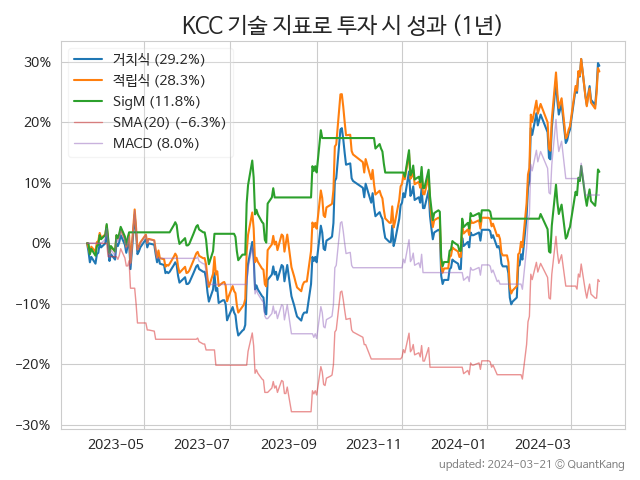 KCC 기술 지표로 투자 시 성과 (1년)
거치식 (29.2%)
적립식 (28.3%)
SigM (11.8%)
SMA(20) (−6.3%)
MACD (8.0%)
30%
20%
10%
0%
−10%
−20%
−30%
2023-05 2023-07 2023-09 2023-11 2024-01 2024-03
updated: 2024-03-21 © QuantKang